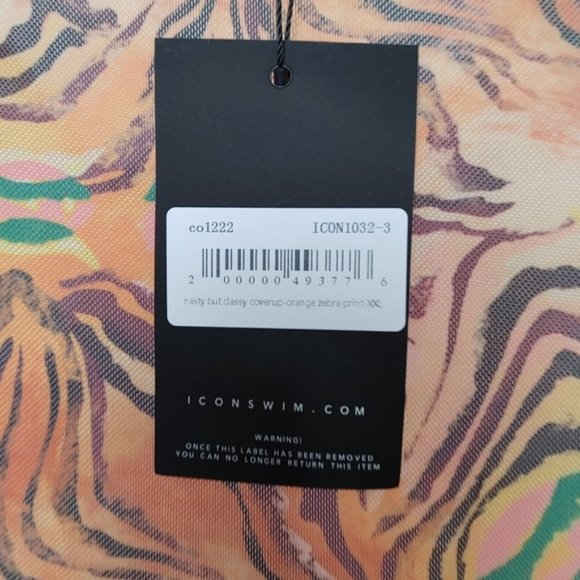 co1222 ICON1032-3
2 00000 49377 6
nasty but classy coverup-orange zebra print-XXL
ICONSWIM.COM
WARNING!
ONCE THIS LABEL HAS BEEN REMOVED
YOU CAN NO LONGER RETURN THIS ITEM